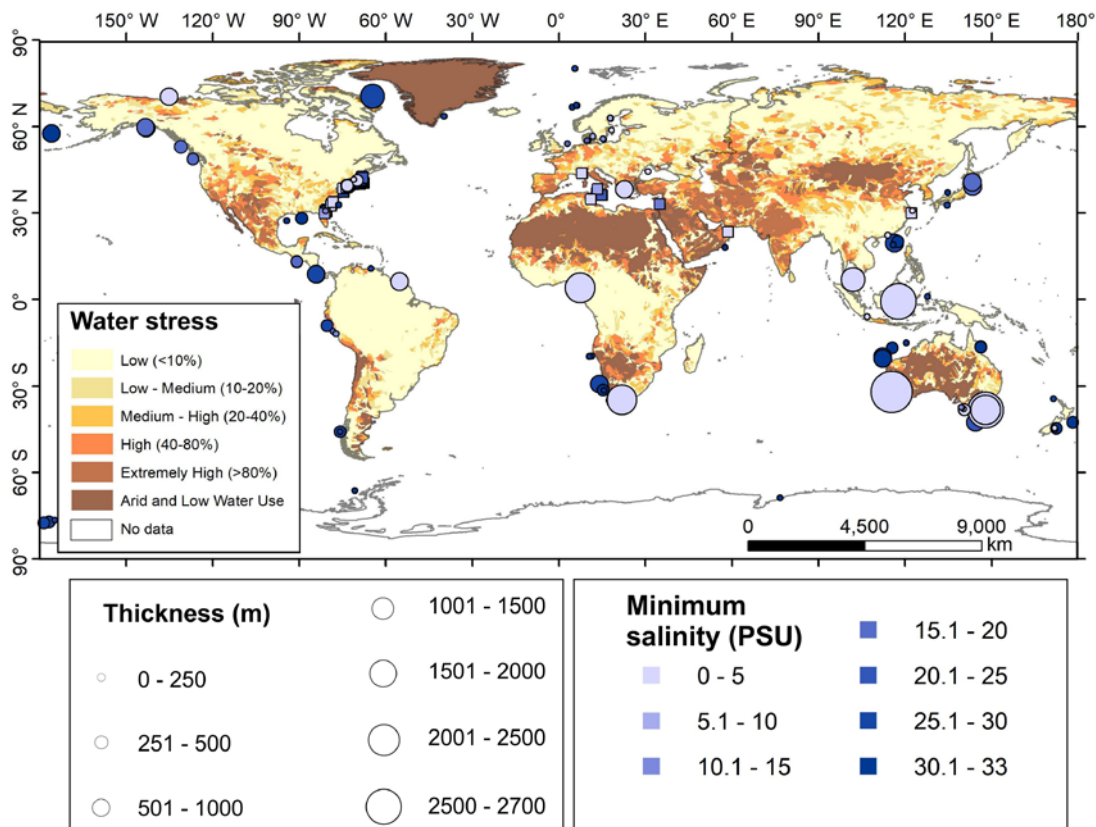 150°W 120°W 90°W 60°W 30°W 0° 30°E 60°E 90°E 120°E 150°E 180°
90°
60°N
30°N
0°
30°S
60°S
90°
Water stress
Low (<10%)
Low - Medium (10-20%)
Medium - High (20-40%)
High (40-80%)
Extremely High (>80%)
Arid and Low Water Use
No data
0 4,500 9,000
km
Thickness (m)
0 - 250
251 - 500
501 - 1000
1001 - 1500
1501 - 2000
2001 - 2500
2500 - 2700
Minimum
salinity (PSU)
0 - 5
5.1 - 10
10.1 - 15
15.1 - 20
20.1 - 25
25.1 - 30
30.1 - 33